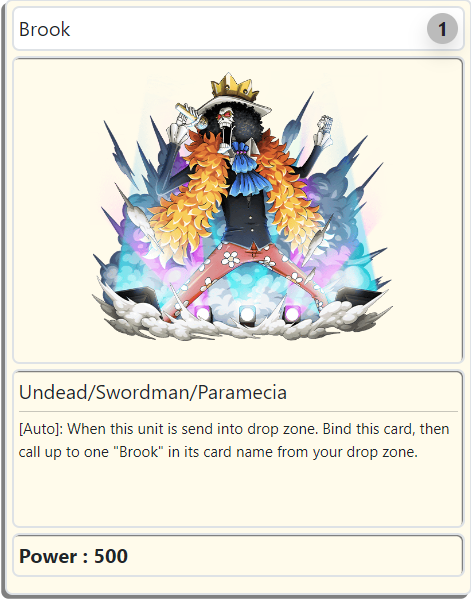 Brook
1
Undead/Swordman/Paramecia
[Auto]: When this unit is send into drop zone. Bind this card, then
call up to one "Brook" in its card name from your drop zone.
Power : 500